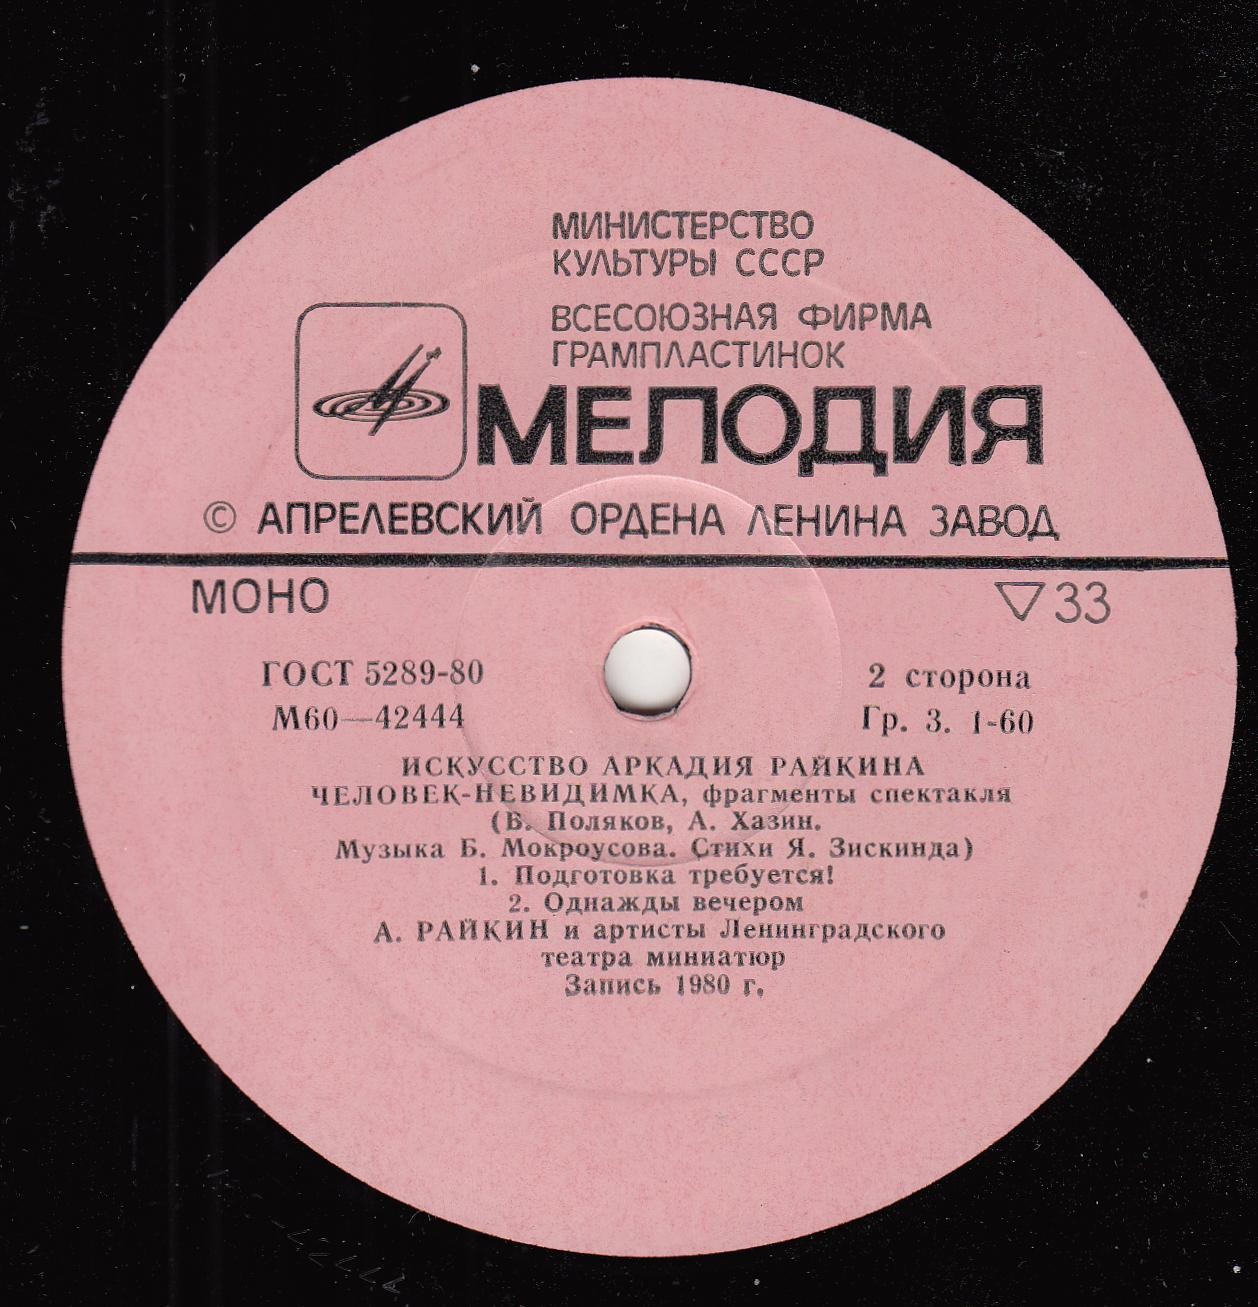 МИНИСТЕРСТВО
КУЛЬТУРЫ СССР
ВСЕСОЮЗНАЯ ФИРМА
ГРАМПЛАСТИНОК
МЕЛОДИЯ
© АПРЕЛЕВСКИЙ ОРДЕНА ЛЕНИНА ЗАВОД
МОНО ▽33
ГОСТ 5289-80 2 сторона
М60—42444 Гр. 3. 1-60
ИСКУССТВО АРКАДИЯ РАЙКИНА
ЧЕЛОВЕК-НЕВИДИМКА, фрагменты спектакля
(В. Поляков, А. Хазин.
Музыка Б. Мокроусова. Стихи Я. Зискинда)
1. Подготовка требуется!
2. Однажды вечером
А. РАЙКИН и артисты Ленинградского
театра миниатюр
Запись 1980 г.